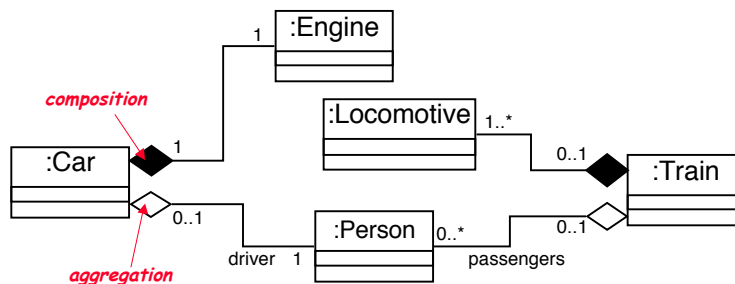 :Engine
1
composition
:Locomotive
1..*
1
0..1
:Car
:Train
0..1
:Person
0..*
0..1
driver
1
passengers
aggregation